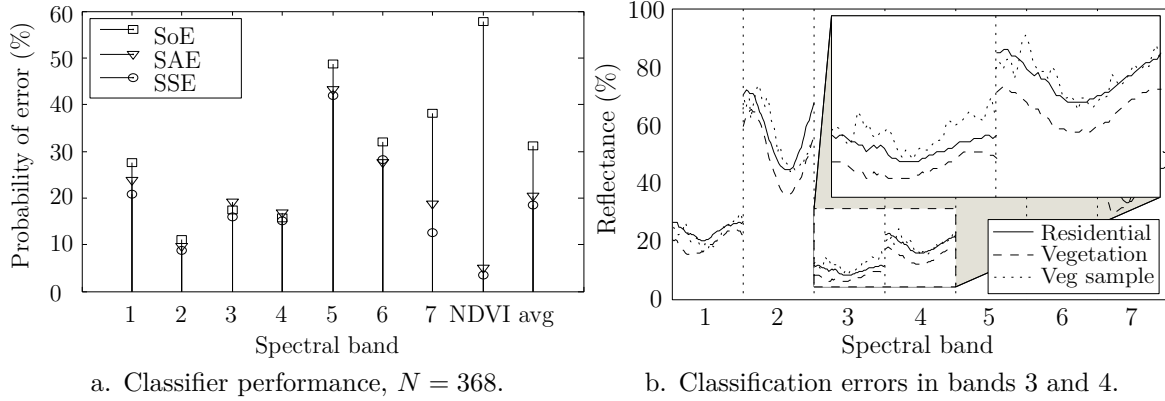 60
50
40
30
20
10
0
Probability of error (%)
SoE
SAE
SSE
1 2 3 4 5 6 7 NDVI avg
Spectral band
a. Classifier performance, N = 368.
100
80
60
40
20
0
Reflectance (%)
Residential
Vegetation
Veg sample
1 2 3 4 5 6 7
Spectral band
b. Classification errors in bands 3 and 4.